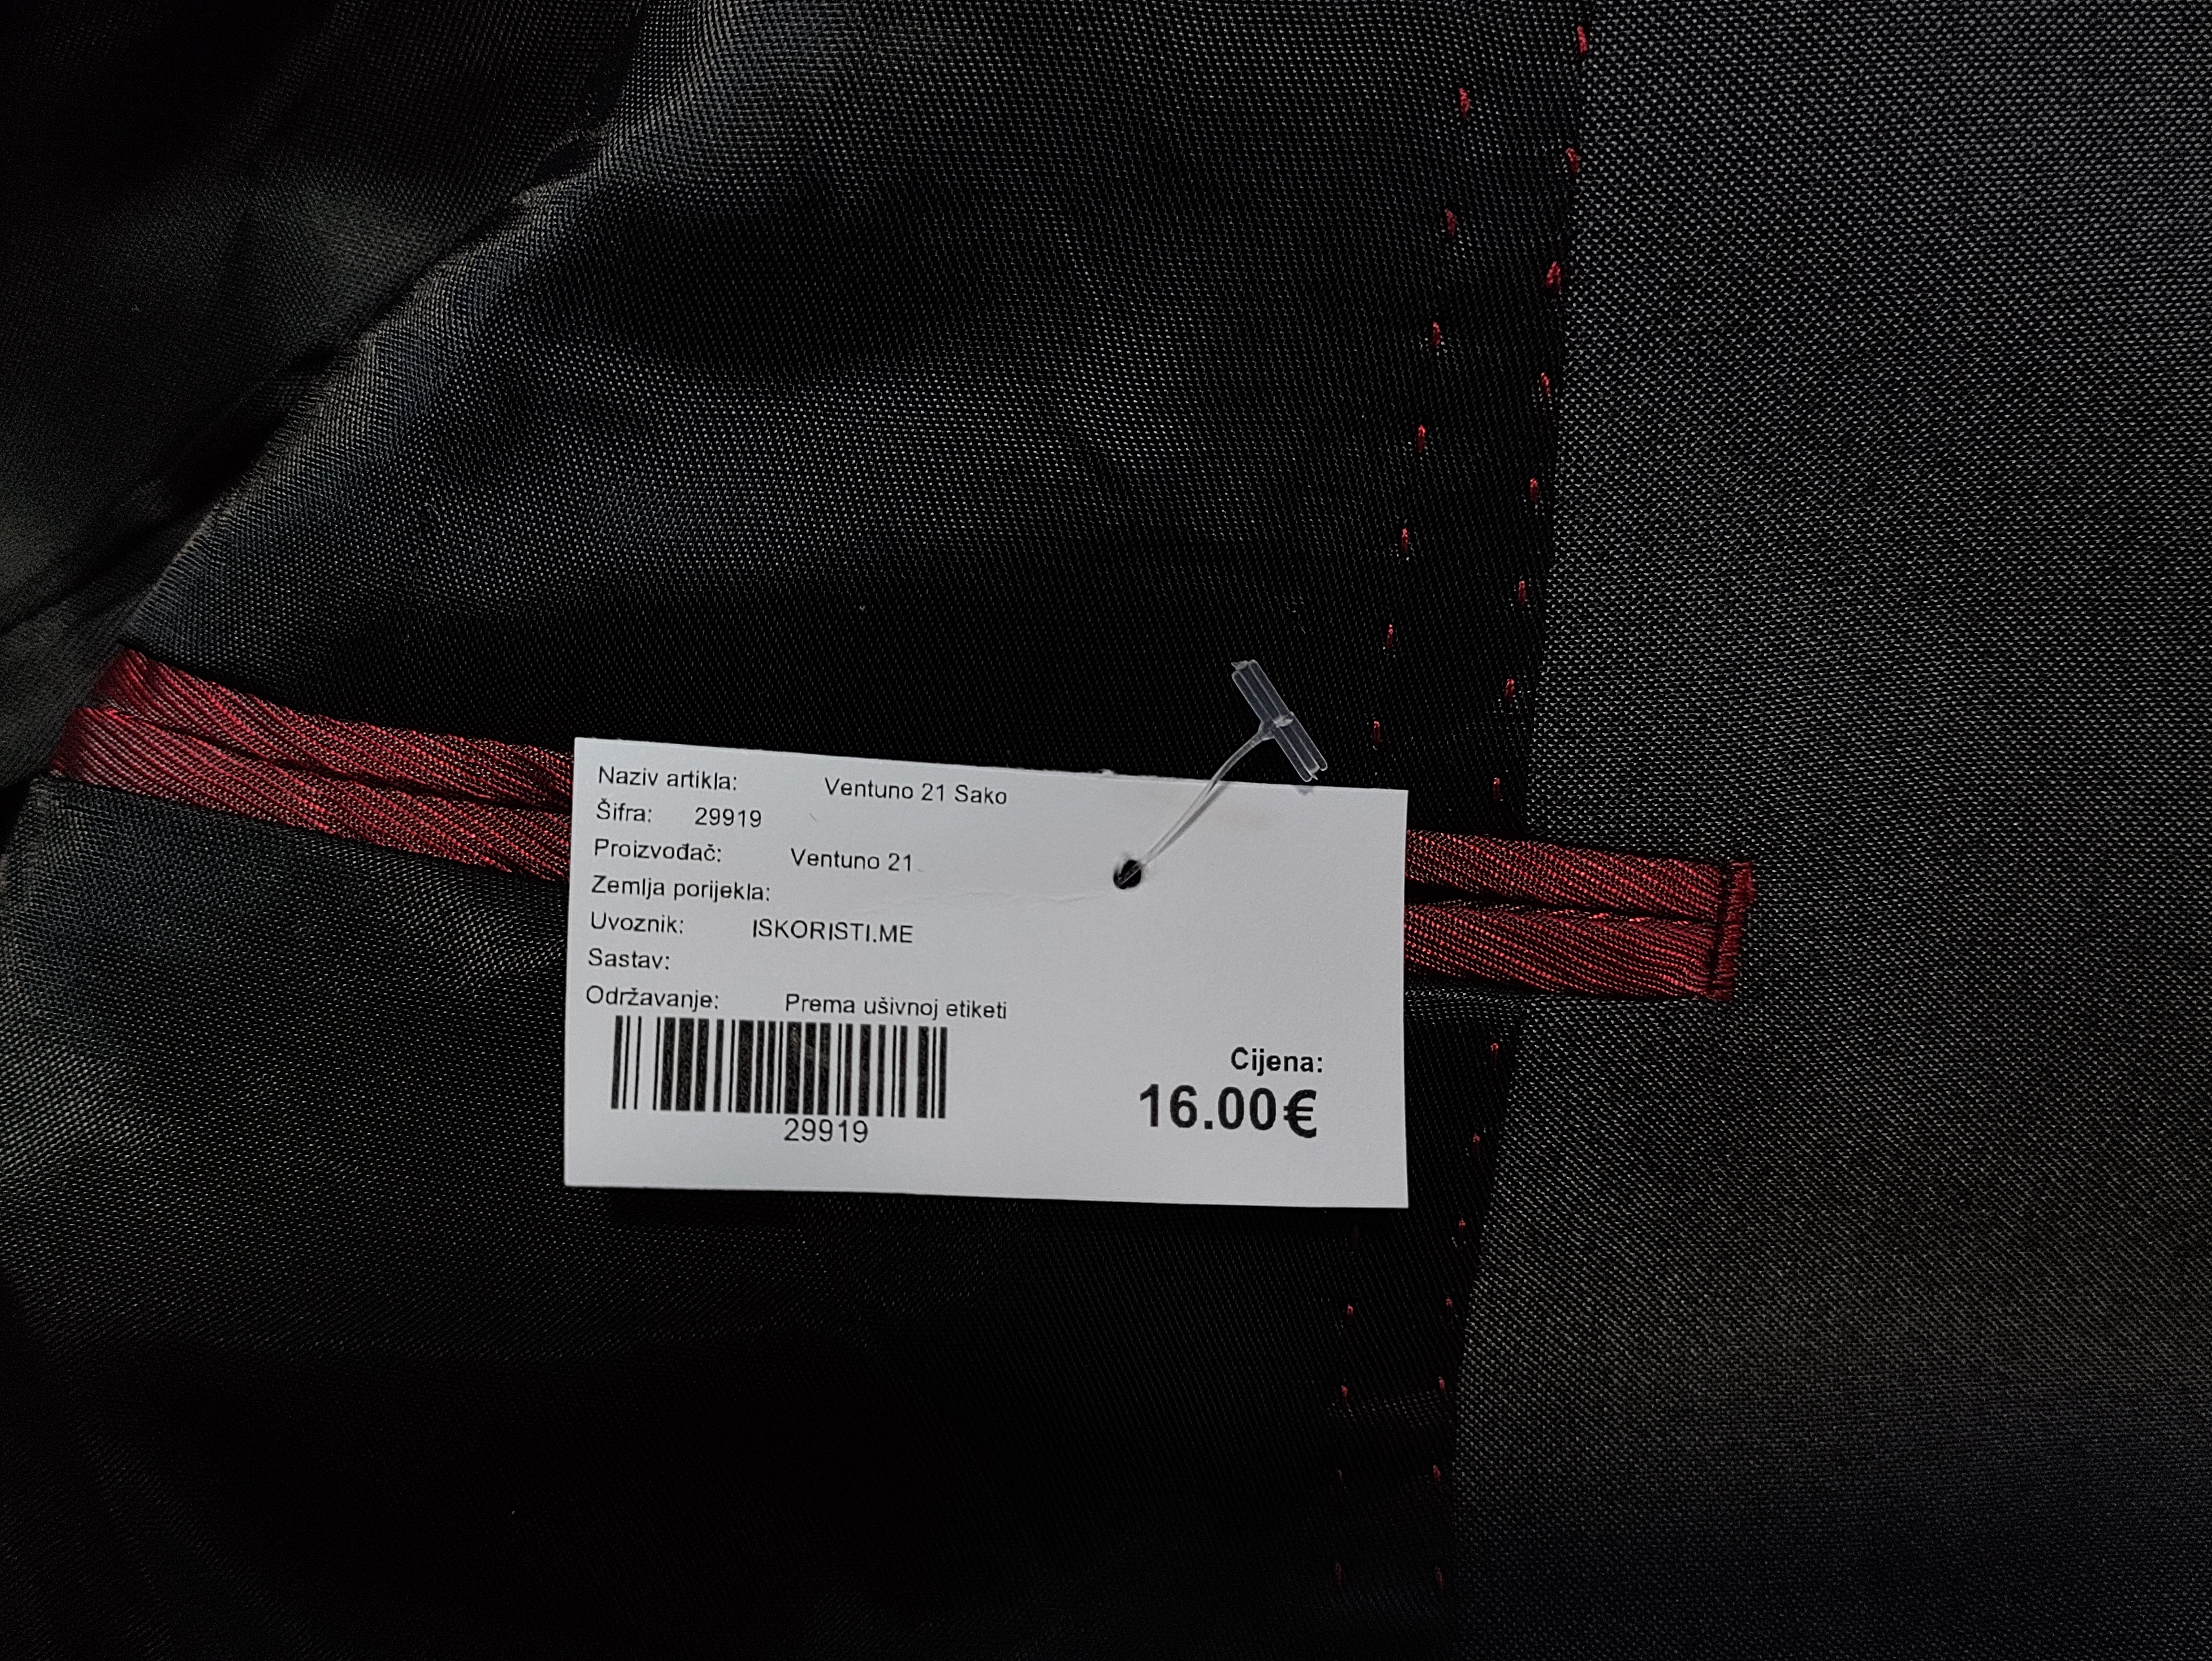 Naziv artikla: Ventuno 21 Sako
Šifra: 29919
Proizvođač: Ventuno 21
Zemlja porijekla:
Uvoznik: ISKORISTI.ME
Sastav:
Održavanje: Prema ušivnoj etiketi
29919
Cijena:
16.00€